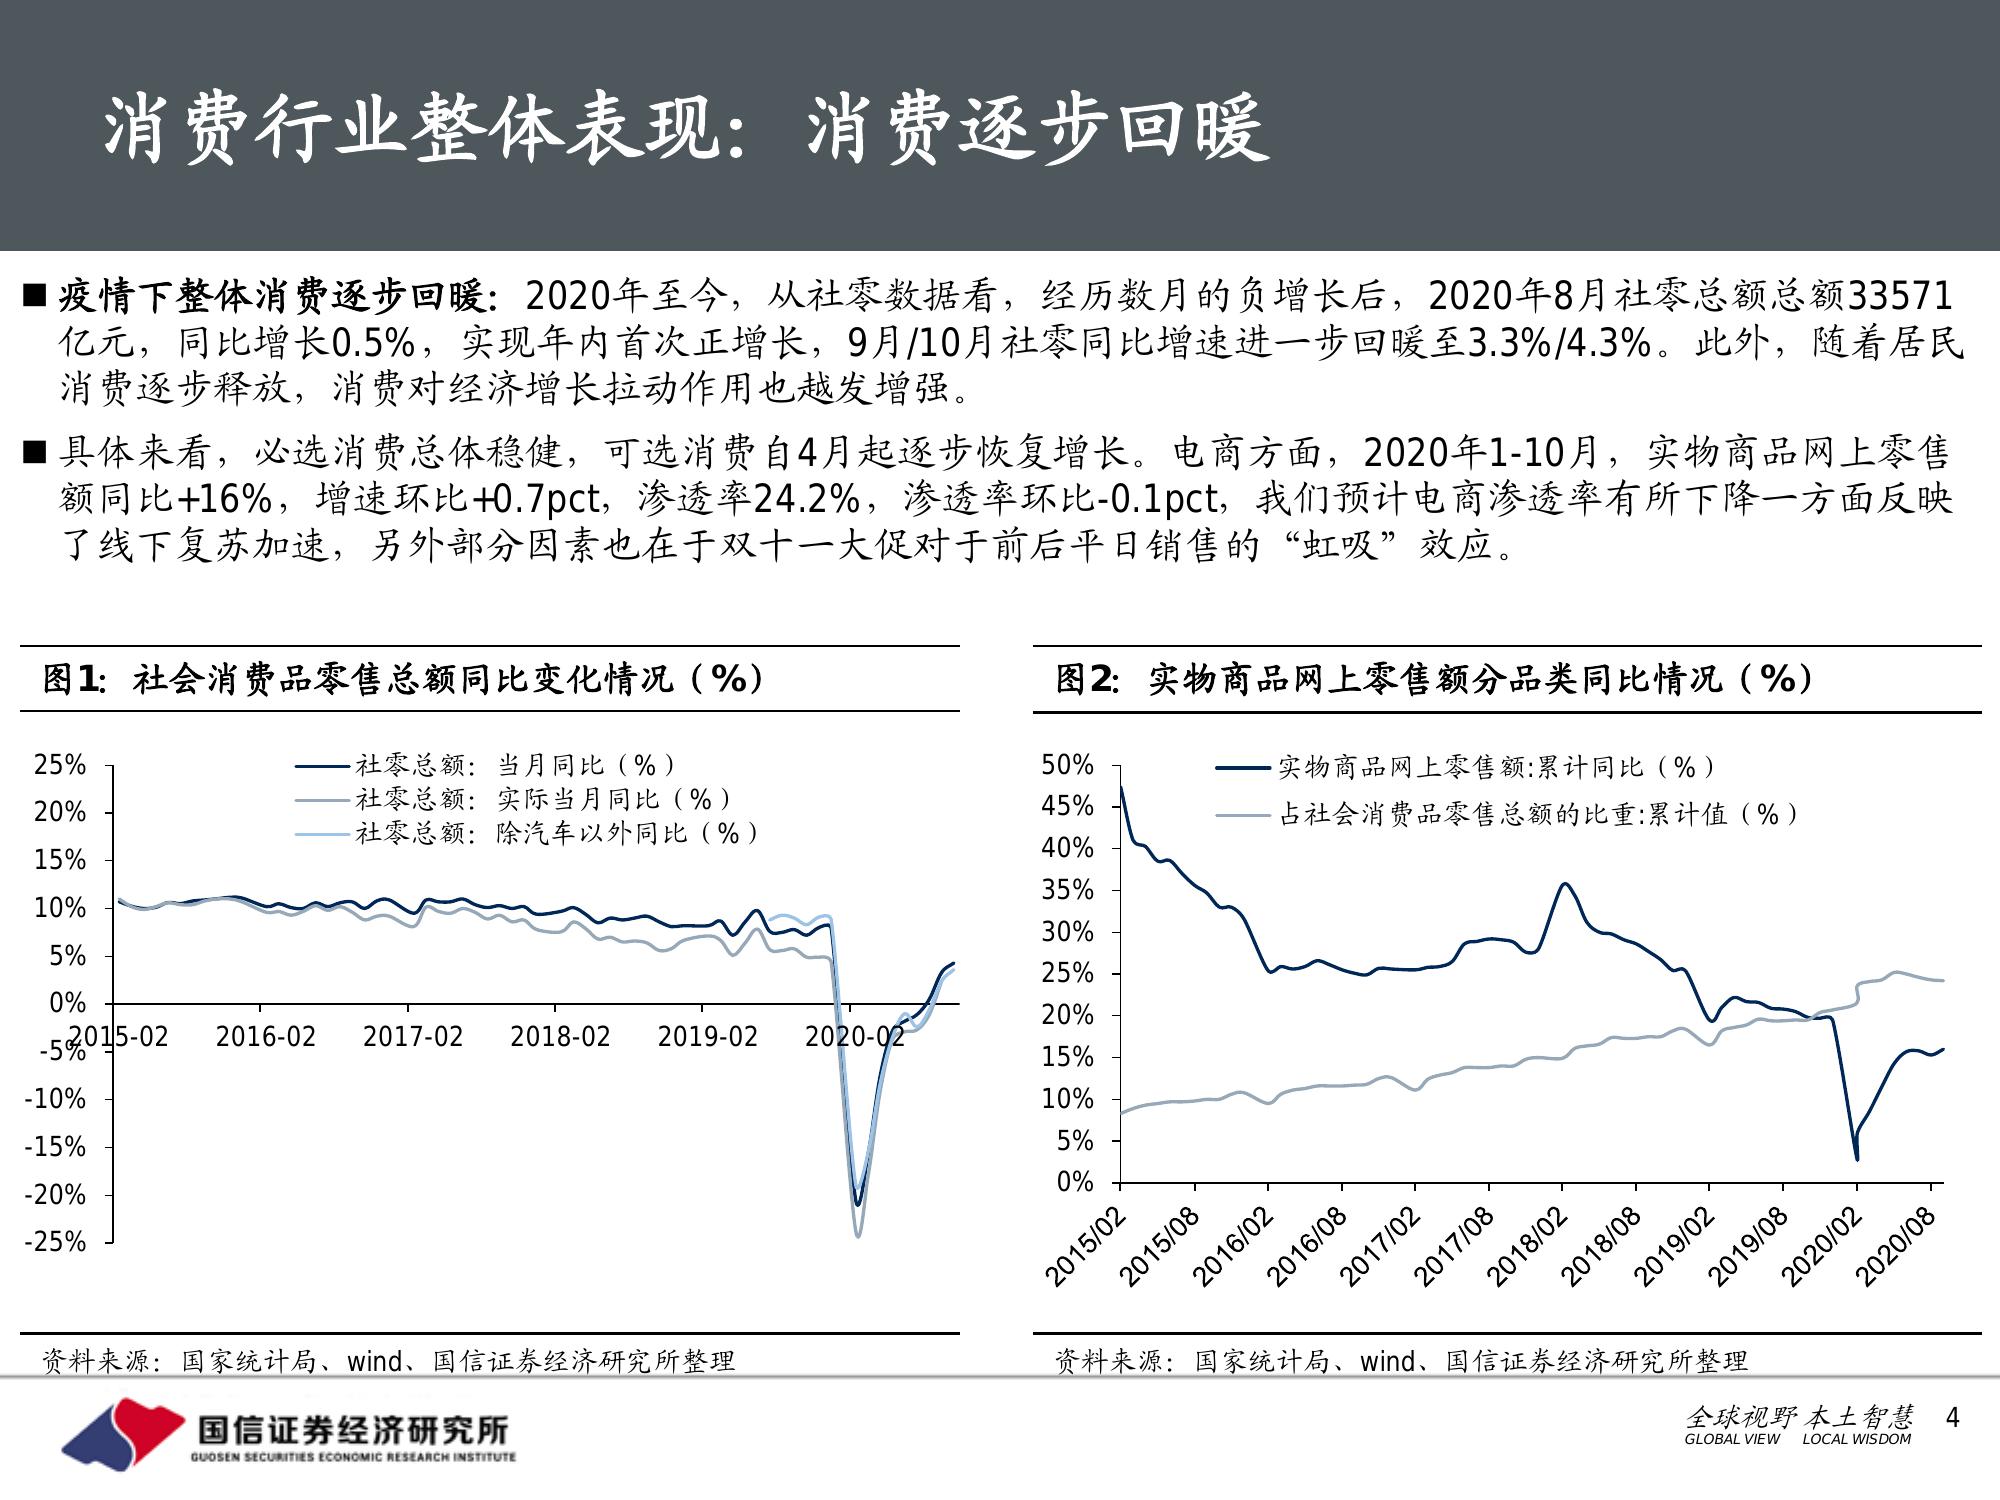 消费行业整体表现：消费逐步回暖
■ 疫情下整体消费逐步回暖：2020年至今，从社零数据看，经历数月的负增长后，2020年8月社零总额总额33571
亿元，同比增长0.5%，实现年内首次正增长，9月/10月社零同比增速进一步回暖至3.3%/4.3%。此外，随着居民
消费逐步释放，消费对经济增长拉动作用也越发增强。
■ 具体来看，必选消费总体稳健，可选消费自4月起逐步恢复增长。电商方面，2020年1-10月，实物商品网上零售
额同比+16%，增速环比+0.7pct，渗透率24.2%，渗透率环比-0.1pct，我们预计电商渗透率有所下降一方面反映
了线下复苏加速，另外部分因素也在于双十一大促对于前后平日销售的“虹吸”效应。
图1：社会消费品零售总额同比变化情况（%）
社零总额：当月同比（%）
社零总额：实际当月同比（%）
社零总额：除汽车以外同比（%）
25%
20%
15%
10%
5%
0%
-5%
-10%
-15%
-20%
-25%
2015-02 2016-02 2017-02 2018-02 2019-02 2020-02
资料来源：国家统计局、wind、国信证券经济研究所整理
图2：实物商品网上零售额分品类同比情况（%）
实物商品网上零售额:累计同比（%）
占社会消费品零售总额的比重:累计值（%）
50%
45%
40%
35%
30%
25%
20%
15%
10%
5%
0%
2015/02 2015/08 2016/02 2016/08 2017/02 2017/08 2018/02 2018/08 2019/02 2019/08 2020/02 2020/08
资料来源：国家统计局、wind、国信证券经济研究所整理
国信证券经济研究所
GUOSEN SECURITIES ECONOMIC RESEARCH INSTITUTE
全球视野 本土智慧
GLOBAL VIEW LOCAL WISDOM
4